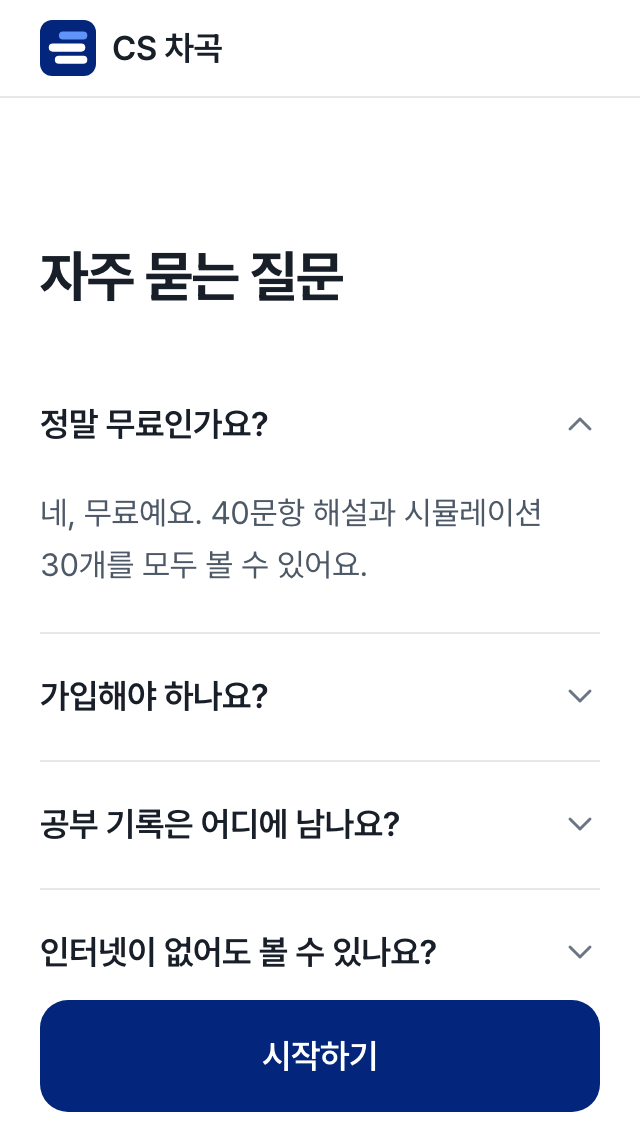 CS 차곡
자주 묻는 질문
정말 무료인가요?
네, 무료예요. 40문항 해설과 시뮬레이션
30개를 모두 볼 수 있어요.
가입해야 하나요?
공부 기록은 어디에 남나요?
인터넷이 없어도 볼 수 있나요?
시작하기